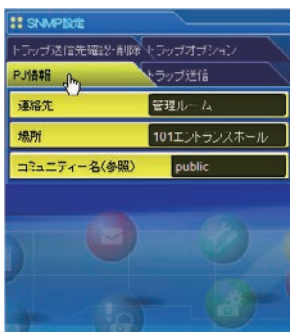 SNMP設定
トラップ送信先確認・削除 トラップオプション
PJ情報 トラップ送信
連絡先 管理ルーム
場所 101エントランスホール
コミュニティー名(参照) public